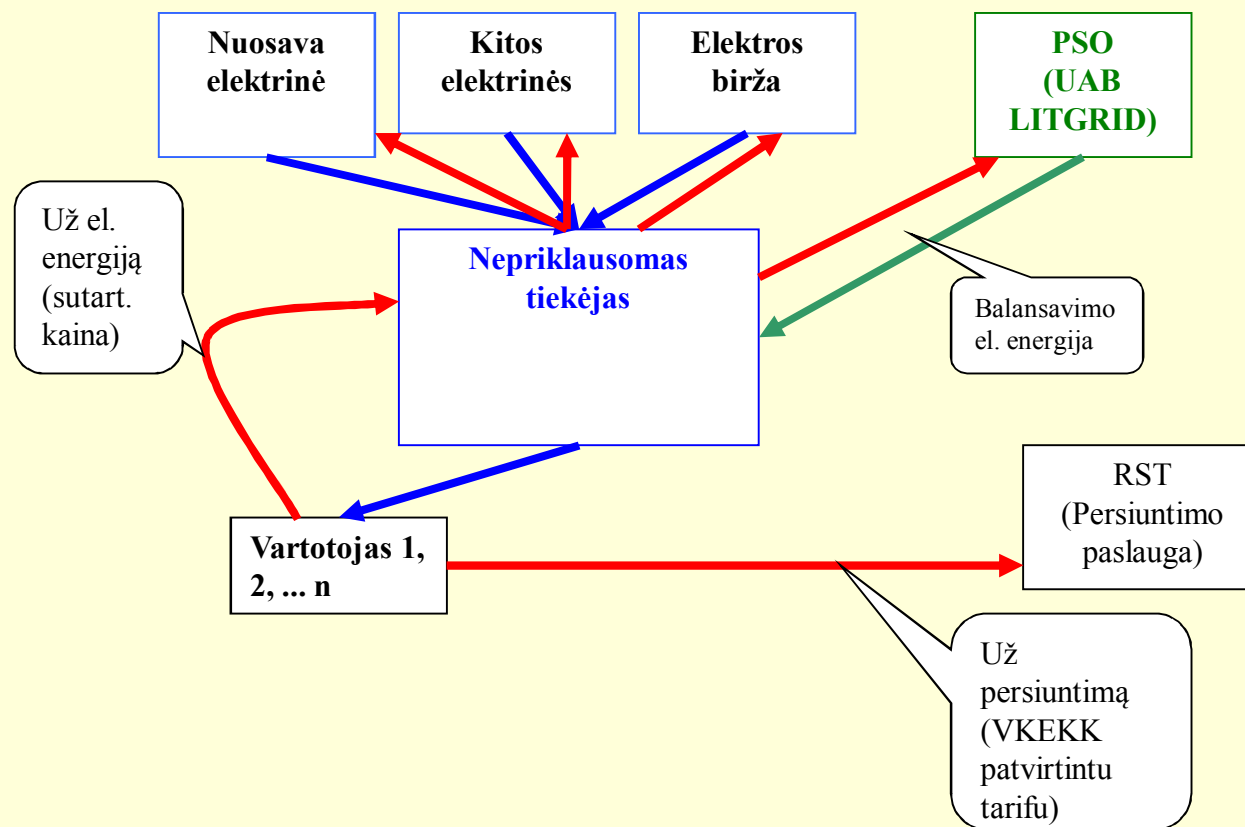 Nuosava
elektrinė
Kitos
elektrinės
Elektros
birža
PSO
(UAB
LITGRID)
Už el.
energiją
(sutart.
kaina)
Nepriklausomas
tiekėjas
Balansavimo
el. energija
Vartotojas 1,
2, ... n
RST
(Persiuntimo
paslauga)
Už
persiuntimą
(VKEKK
patvirtintu
tarifu)